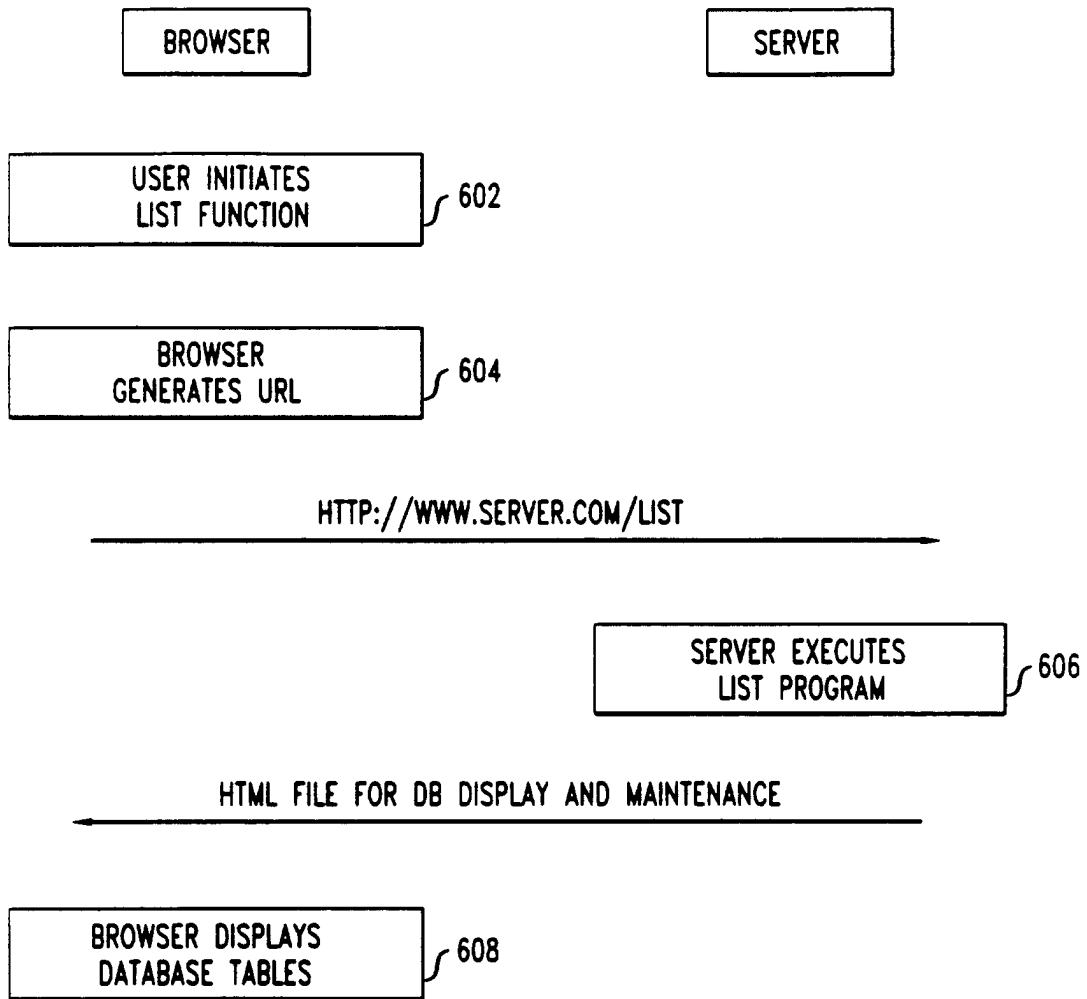 BROWSER
SERVER
USER INITIATES
LIST FUNCTION
602
BROWSER
GENERATES URL
604
HTTP://WWW.SERVER.COM/LIST
SERVER EXECUTES
LIST PROGRAM
606
HTML FILE FOR DB DISPLAY AND MAINTENANCE
BROWSER DISPLAYS
DATABASE TABLES
608